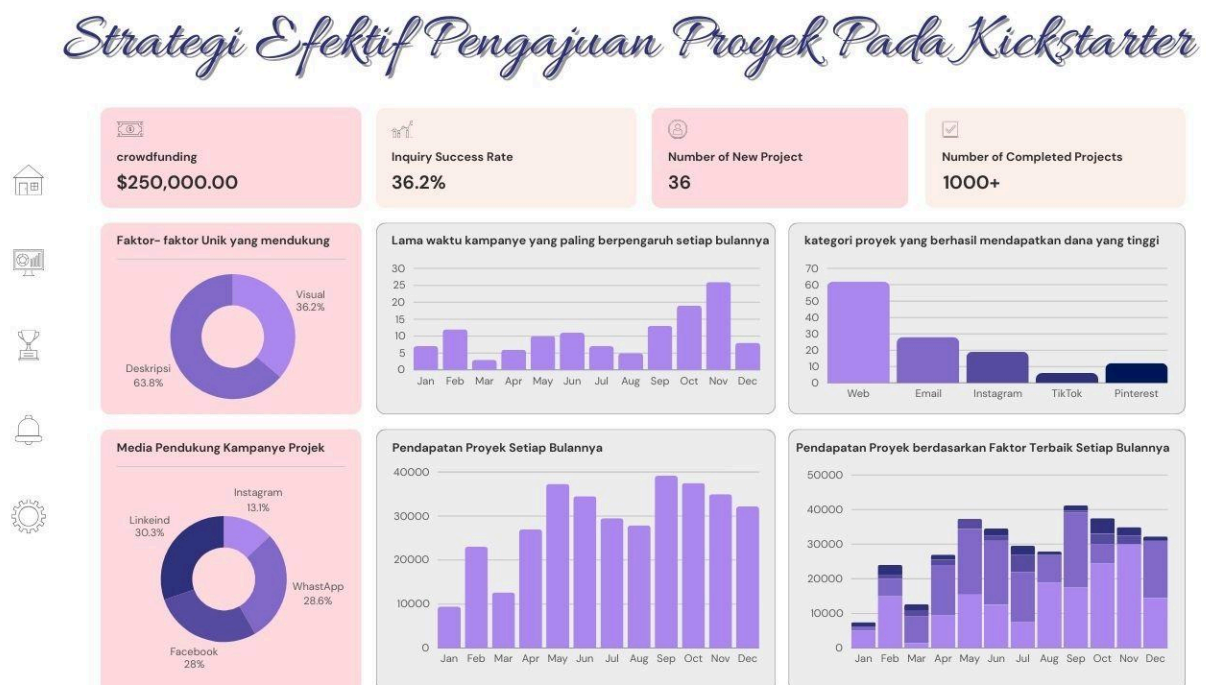 Strategi Efektif Pengajuan Proyek Pada Kickstarter
crowdfunding
$250,000.00
Inquiry Success Rate
36.2%
Number of New Project
36
Number of Completed Projects
1000+
Faktor- faktor Unik yang mendukung
Visual
36.2%
Deskripsi
63.8%
Lama waktu kampanye yang paling berpengaruh setiap bulannya
30
25
20
15
10
5
0
Jan Feb Mar Apr May Jun Jul Aug Sep Oct Nov Dec
kategori proyek yang berhasil mendapatkan dana yang tinggi
70
60
50
40
30
20
10
0
Web Email Instagram TikTok Pinterest
Media Pendukung Kampanye Projek
Instagram
13.1%
Linkeind
30.3%
WhastApp
28.6%
Facebook
28%
Pendapatan Proyek Setiap Bulannya
40000
30000
20000
10000
0
Jan Feb Mar Apr May Jun Jul Aug Sep Oct Nov Dec
Pendapatan Proyek berdasarkan Faktor Terbaik Setiap Bulannya
50000
40000
30000
20000
10000
0
Jan Feb Mar Apr May Jun Jul Aug Sep Oct Nov Dec